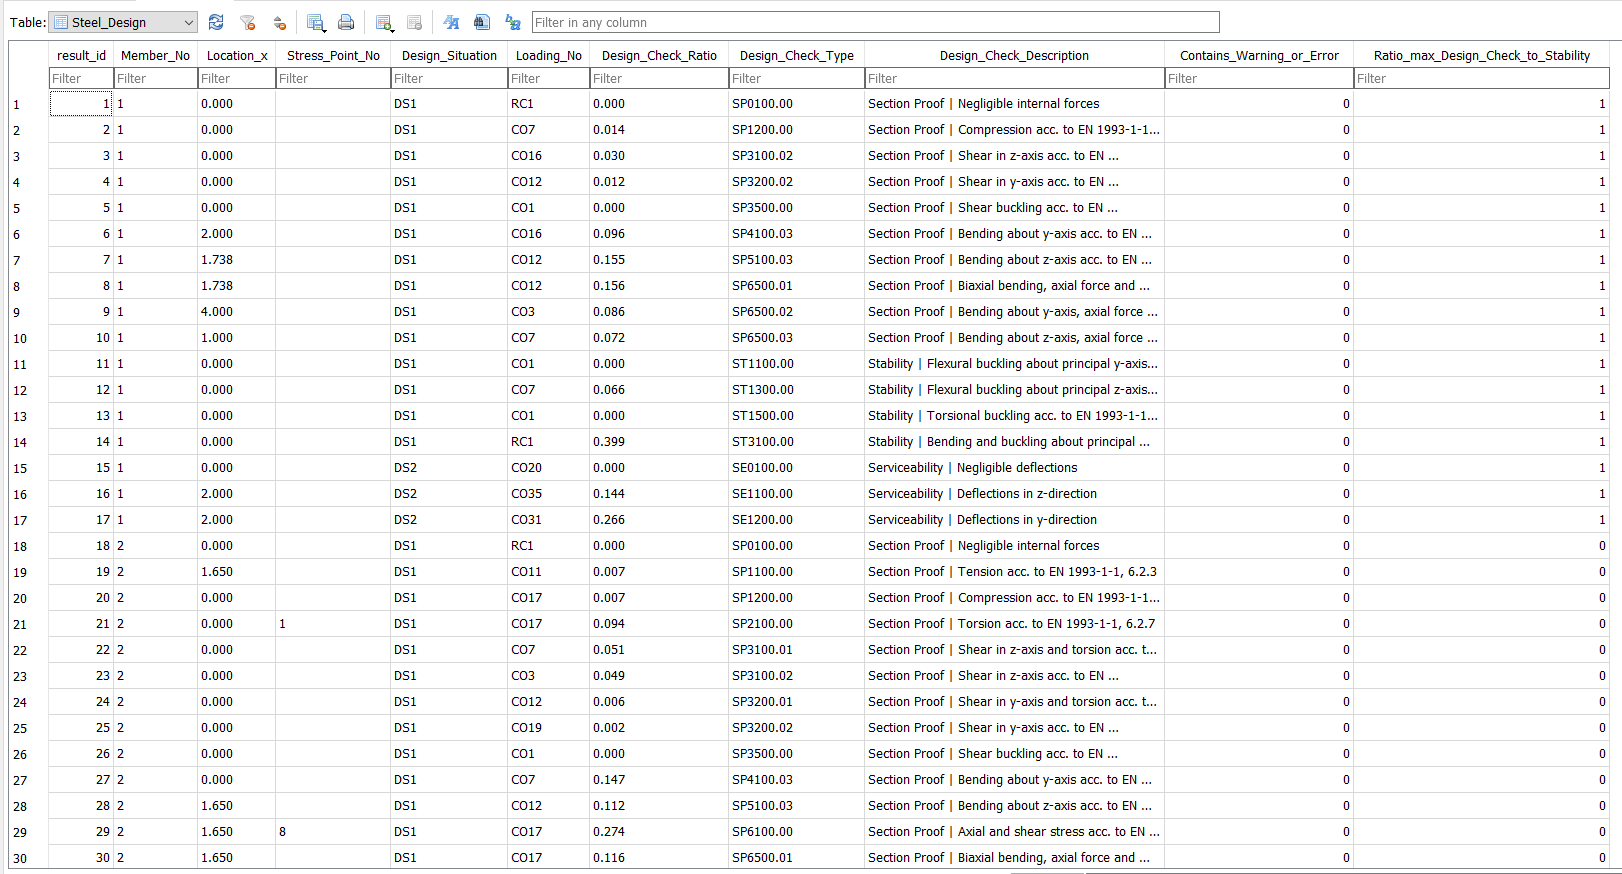 Table: Steel_Design Filter in any column
result_id Member_No Location_x Stress_Point_No Design_Situation Loading_No Design_Check_Ratio Design_Check_Type Design_Check_Description Contains_Warning_or_Error Ratio_max_Design_Check_to_Stability
Filter Filter Filter Filter Filter Filter Filter Filter Filter Filter Filter
1 1 1 0.000 DS1 RC1 0.000 SP0100.00 Section Proof | Negligible internal forces 0 1
2 2 1 0.000 DS1 CO7 0.014 SP1200.00 Section Proof | Compression acc. to EN 1993-1-1... 0 1
3 3 1 0.000 DS1 CO16 0.030 SP3100.02 Section Proof | Shear in z-axis acc. to EN ... 0 1
4 4 1 0.000 DS1 CO12 0.012 SP3200.02 Section Proof | Shear in y-axis acc. to EN ... 0 1
5 5 1 0.000 DS1 CO1 0.000 SP3500.00 Section Proof | Shear buckling acc. to EN ... 0 1
6 6 1 2.000 DS1 CO16 0.096 SP4100.03 Section Proof | Bending about y-axis acc. to EN ... 0 1
7 7 1 1.738 DS1 CO12 0.155 SP5100.03 Section Proof | Bending about z-axis acc. to EN ... 0 1
8 8 1 1.738 DS1 CO12 0.156 SP6500.01 Section Proof | Biaxial bending, axial force and ... 0 1
9 9 1 4.000 DS1 CO3 0.086 SP6500.02 Section Proof | Bending about y-axis, axial force ... 0 1
10 10 1 1.000 DS1 CO7 0.072 SP6500.03 Section Proof | Bending about z-axis, axial force ... 0 1
11 11 1 0.000 DS1 CO1 0.000 ST1100.00 Stability | Flexural buckling about principal y-axis... 0 1
12 12 1 0.000 DS1 CO7 0.066 ST1300.00 Stability | Flexural buckling about principal z-axis... 0 1
13 13 1 0.000 DS1 CO1 0.000 ST1500.00 Stability | Torsional buckling acc. to EN 1993-1-1... 0 1
14 14 1 0.000 DS1 RC1 0.399 ST3100.00 Stability | Bending and buckling about principal ... 0 1
15 15 1 0.000 DS2 CO20 0.000 SE0100.00 Serviceability | Negligible deflections 0 1
16 16 1 2.000 DS2 CO35 0.144 SE1100.00 Serviceability | Deflections in z-direction 0 1
17 17 1 2.000 DS2 CO31 0.266 SE1200.00 Serviceability | Deflections in y-direction 0 1
18 18 2 0.000 DS1 RC1 0.000 SP0100.00 Section Proof | Negligible internal forces 0 0
19 19 2 1.650 DS1 CO11 0.007 SP1100.00 Section Proof | Tension acc. to EN 1993-1-1, 6.2.3 0 0
20 20 2 0.000 DS1 CO17 0.007 SP1200.00 Section Proof | Compression acc. to EN 1993-1-1... 0 0
21 21 2 0.000 1 DS1 CO17 0.094 SP2100.00 Section Proof | Torsion acc. to EN 1993-1-1, 6.2.7 0 0
22 22 2 0.000 DS1 CO7 0.051 SP3100.01 Section Proof | Shear in z-axis and torsion acc. t... 0 0
23 23 2 0.000 DS1 CO3 0.049 SP3100.02 Section Proof | Shear in z-axis acc. to EN ... 0 0
24 24 2 0.000 DS1 CO12 0.006 SP3200.01 Section Proof | Shear in y-axis and torsion acc. t... 0 0
25 25 2 0.000 DS1 CO19 0.002 SP3200.02 Section Proof | Shear in y-axis acc. to EN ... 0 0
26 26 2 0.000 DS1 CO1 0.000 SP3500.00 Section Proof | Shear buckling acc. to EN ... 0 0
27 27 2 0.000 DS1 CO7 0.147 SP4100.03 Section Proof | Bending about y-axis acc. to EN ... 0 0
28 28 2 1.650 DS1 CO12 0.112 SP5100.03 Section Proof | Bending about z-axis acc. to EN ... 0 0
29 29 2 1.650 8 DS1 CO17 0.274 SP6100.00 Section Proof | Axial and shear stress acc. to EN ... 0 0
30 30 2 1.650 DS1 CO17 0.116 SP6500.01 Section Proof | Biaxial bending, axial force and ... 0 0